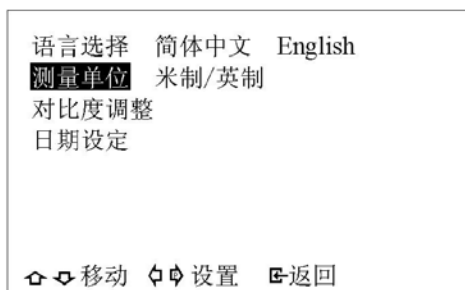 语言选择 简体中文 English
测量单位 米制/英制
对比度调整
日期设定
移动 设置 返回